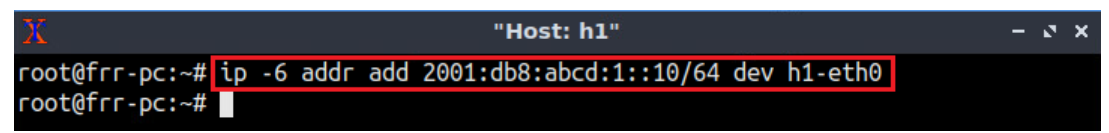 "Host: h1"
root@frr-pc:~# ip -6 addr add 2001:db8:abcd:1::10/64 dev h1-eth0
root@frr-pc:~#